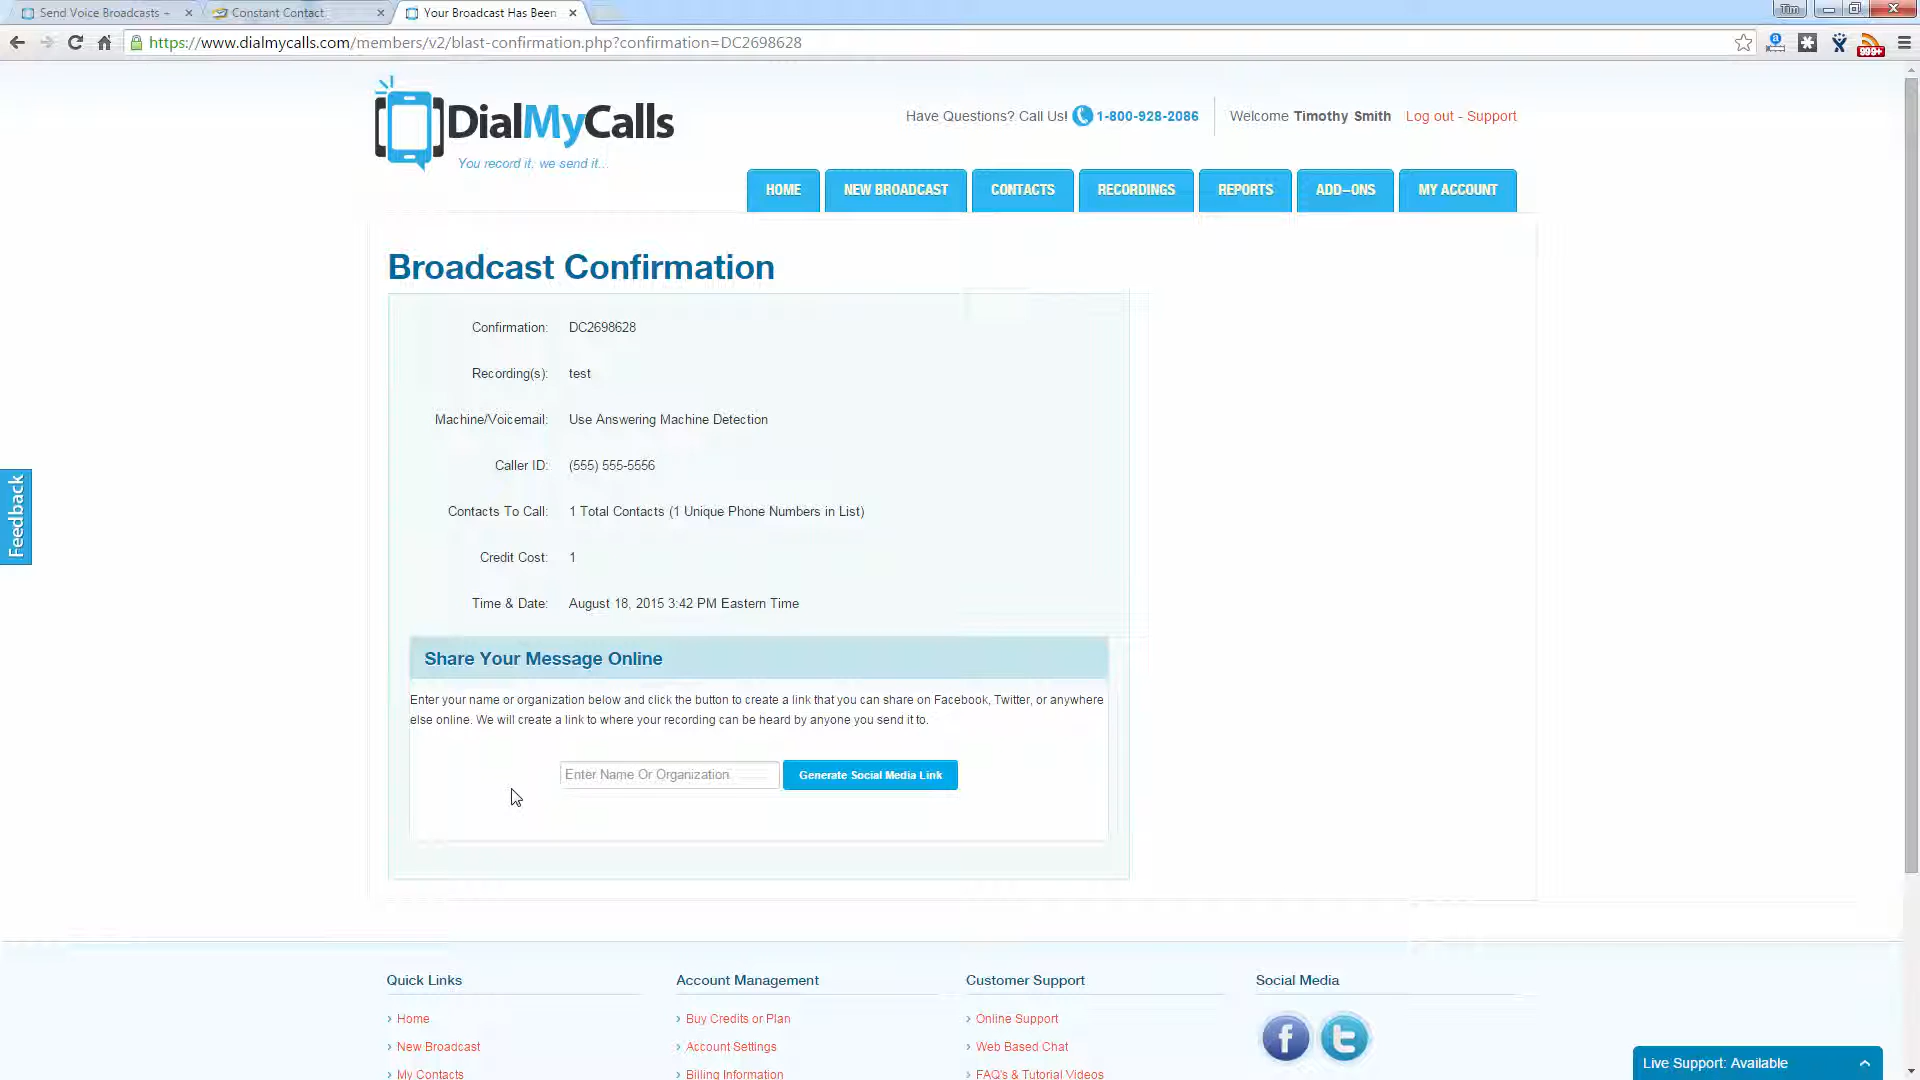 Send Voice Broadcasts -
Constant Contact
Your Broadcast Has Been
Tim
https://www.dialmycalls.com/members/v2/blast-confirmation.php?confirmation=DC2698628
999+
DialMyCalls
You record it, we send it...
Have Questions? Call Us! 1-800-928-2086
Welcome Timothy Smith Log out - Support
HOME NEW BROADCAST CONTACTS RECORDINGS REPORTS ADD-ONS MY ACCOUNT
Broadcast Confirmation
Confirmation: DC2698628
Recording(s): test
Machine/Voicemail: Use Answering Machine Detection
Caller ID: (555) 555-5556
Contacts To Call: 1 Total Contacts (1 Unique Phone Numbers in List)
Credit Cost: 1
Time & Date: August 18, 2015 3:42 PM Eastern Time
Feedback
Share Your Message Online
Enter your name or organization below and click the button to create a link that you can share on Facebook, Twitter, or anywhere
else online. We will create a link to where your recording can be heard by anyone you send it to.
Enter Name Or Organization Generate Social Media Link
Quick Links Account Management Customer Support Social Media
› Home › Buy Credits or Plan › Online Support
› New Broadcast › Account Settings › Web Based Chat
› My Contacts › Billing Information › FAQ's & Tutorial Videos
Live Support: Available